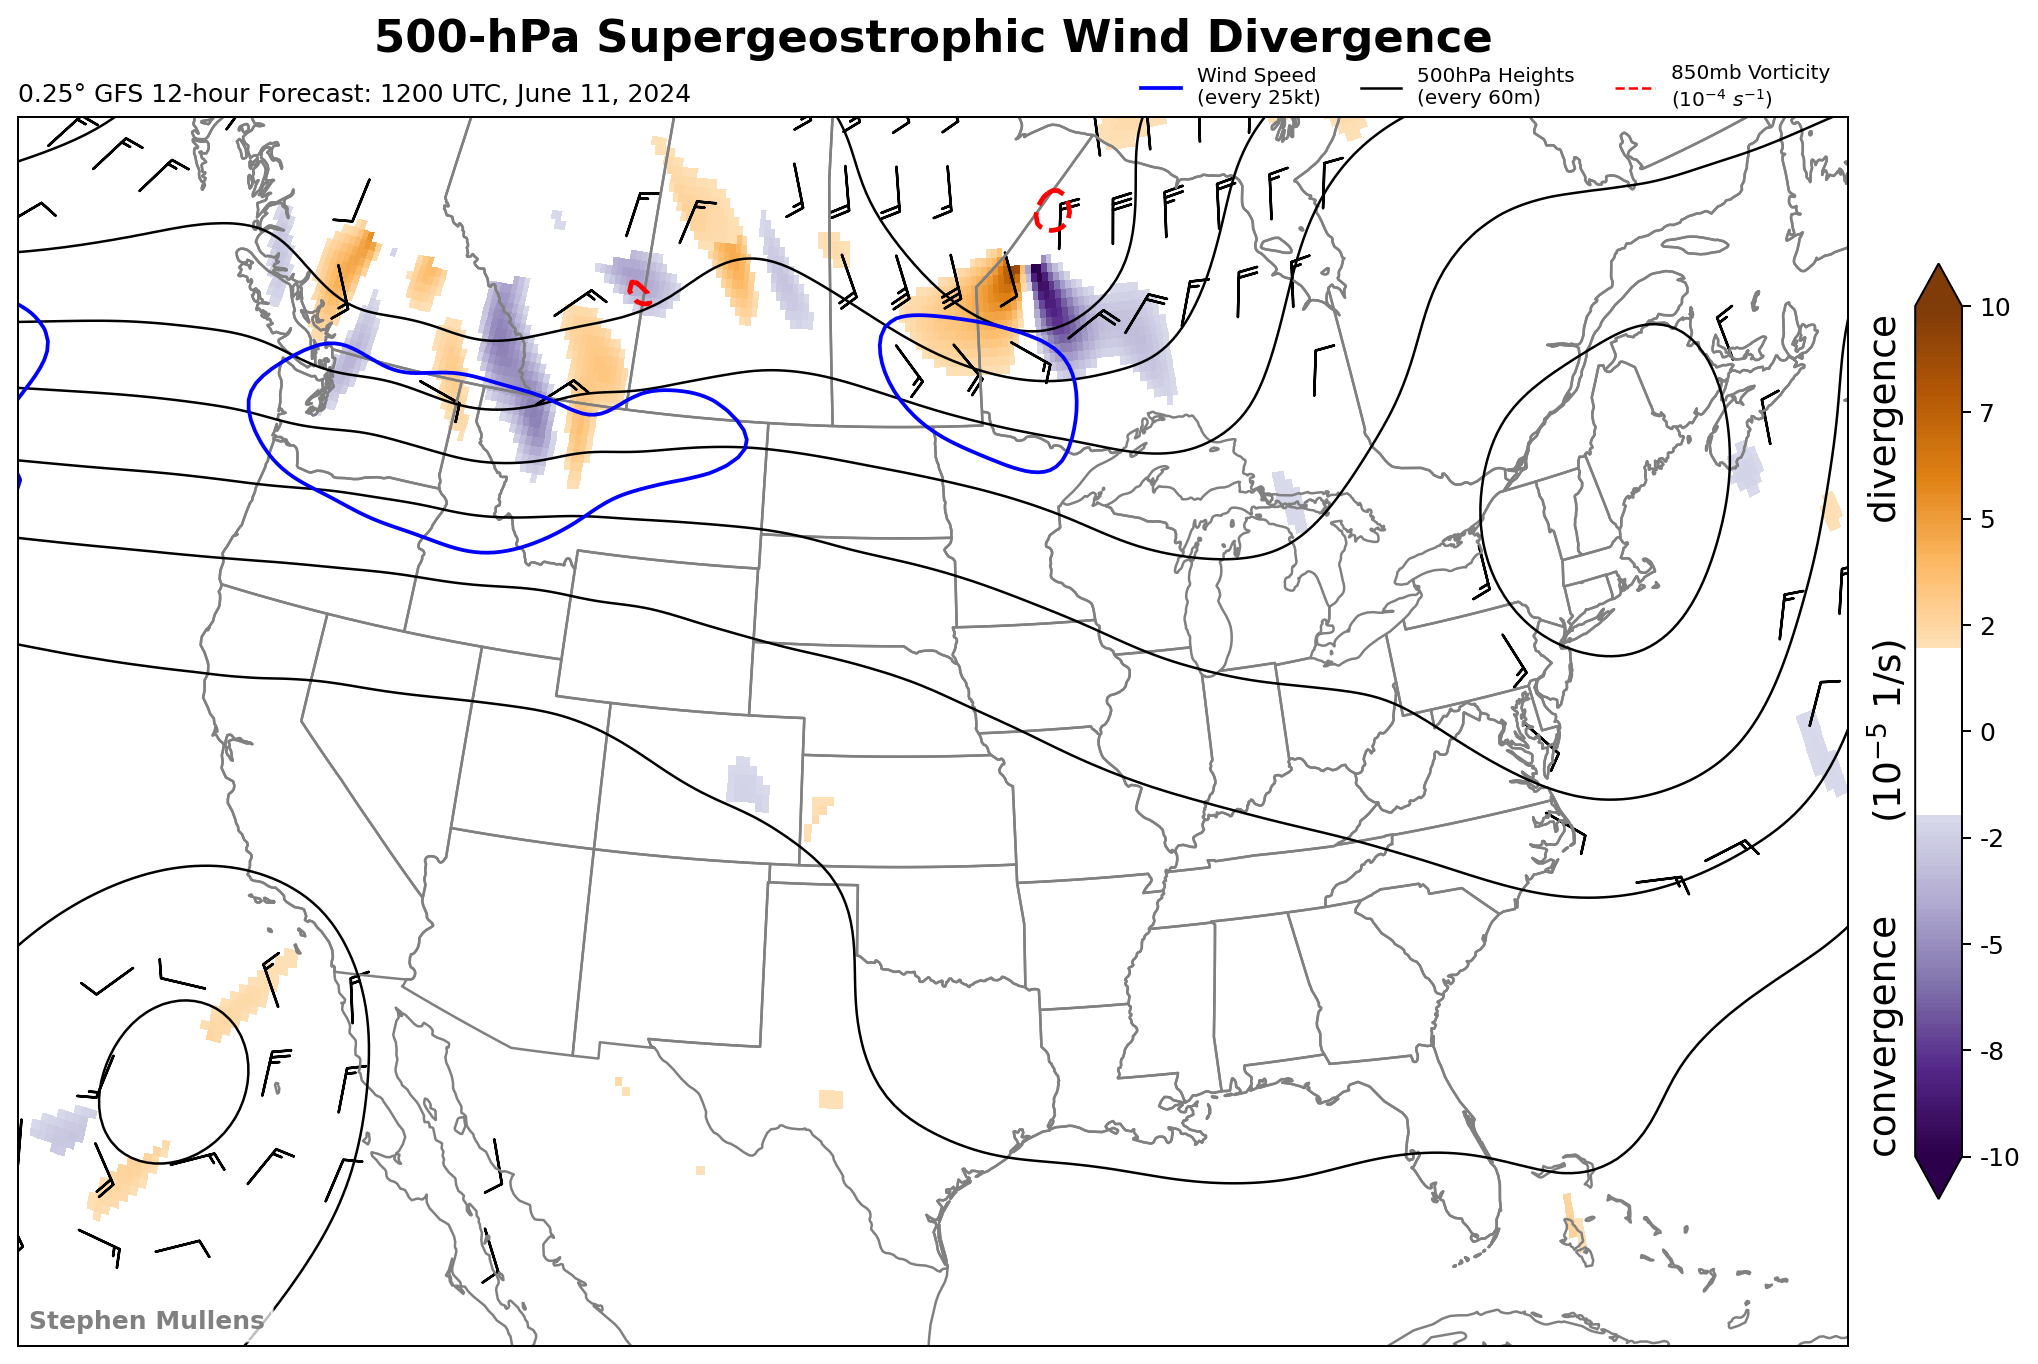 500-hPa Supergeostrophic Wind Divergence
0.25° GFS 12-hour Forecast: 1200 UTC, June 11, 2024
Wind Speed
(every 25kt)
500hPa Heights
(every 60m)
850mb Vorticity
(10⁻⁴ s⁻¹)
10
7
5
2
0
-2
-5
-8
-10
convergence (10⁻⁵ 1/s) divergence
Stephen Mullens